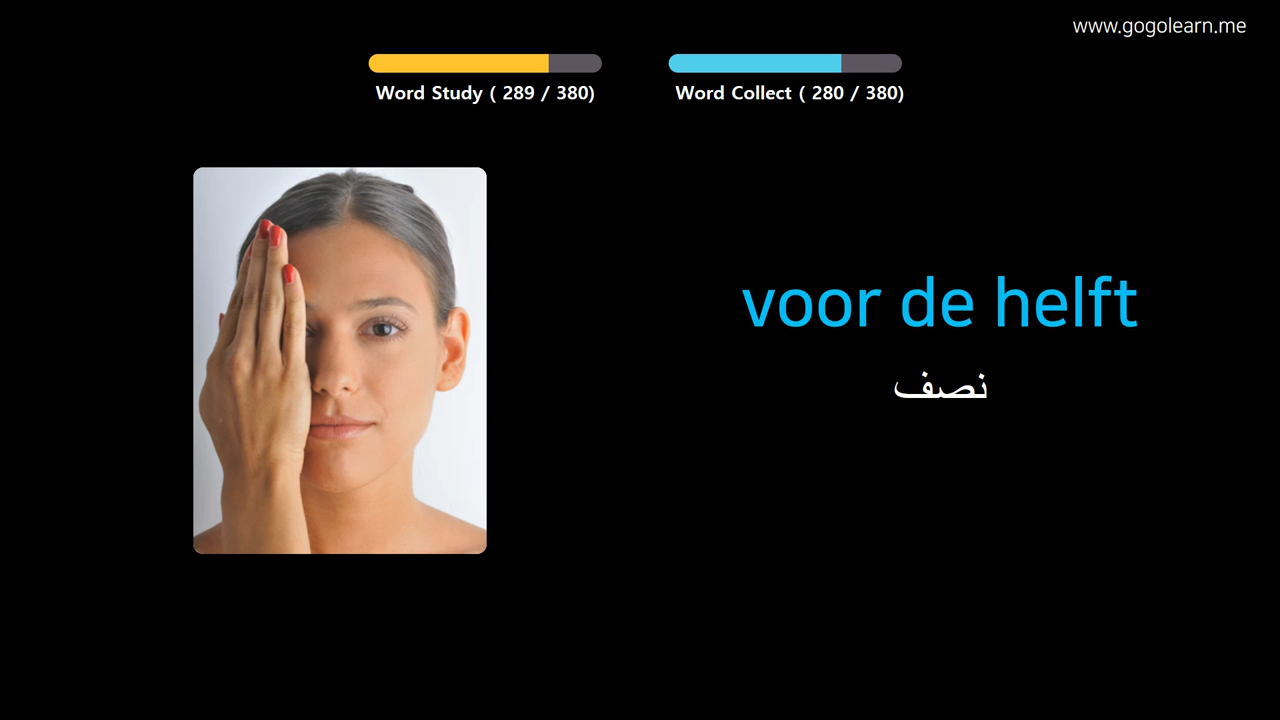 www.gogolearn.me
Word Study ( 289 / 380)
Word Collect ( 280 / 380)
voor de helft
نصف